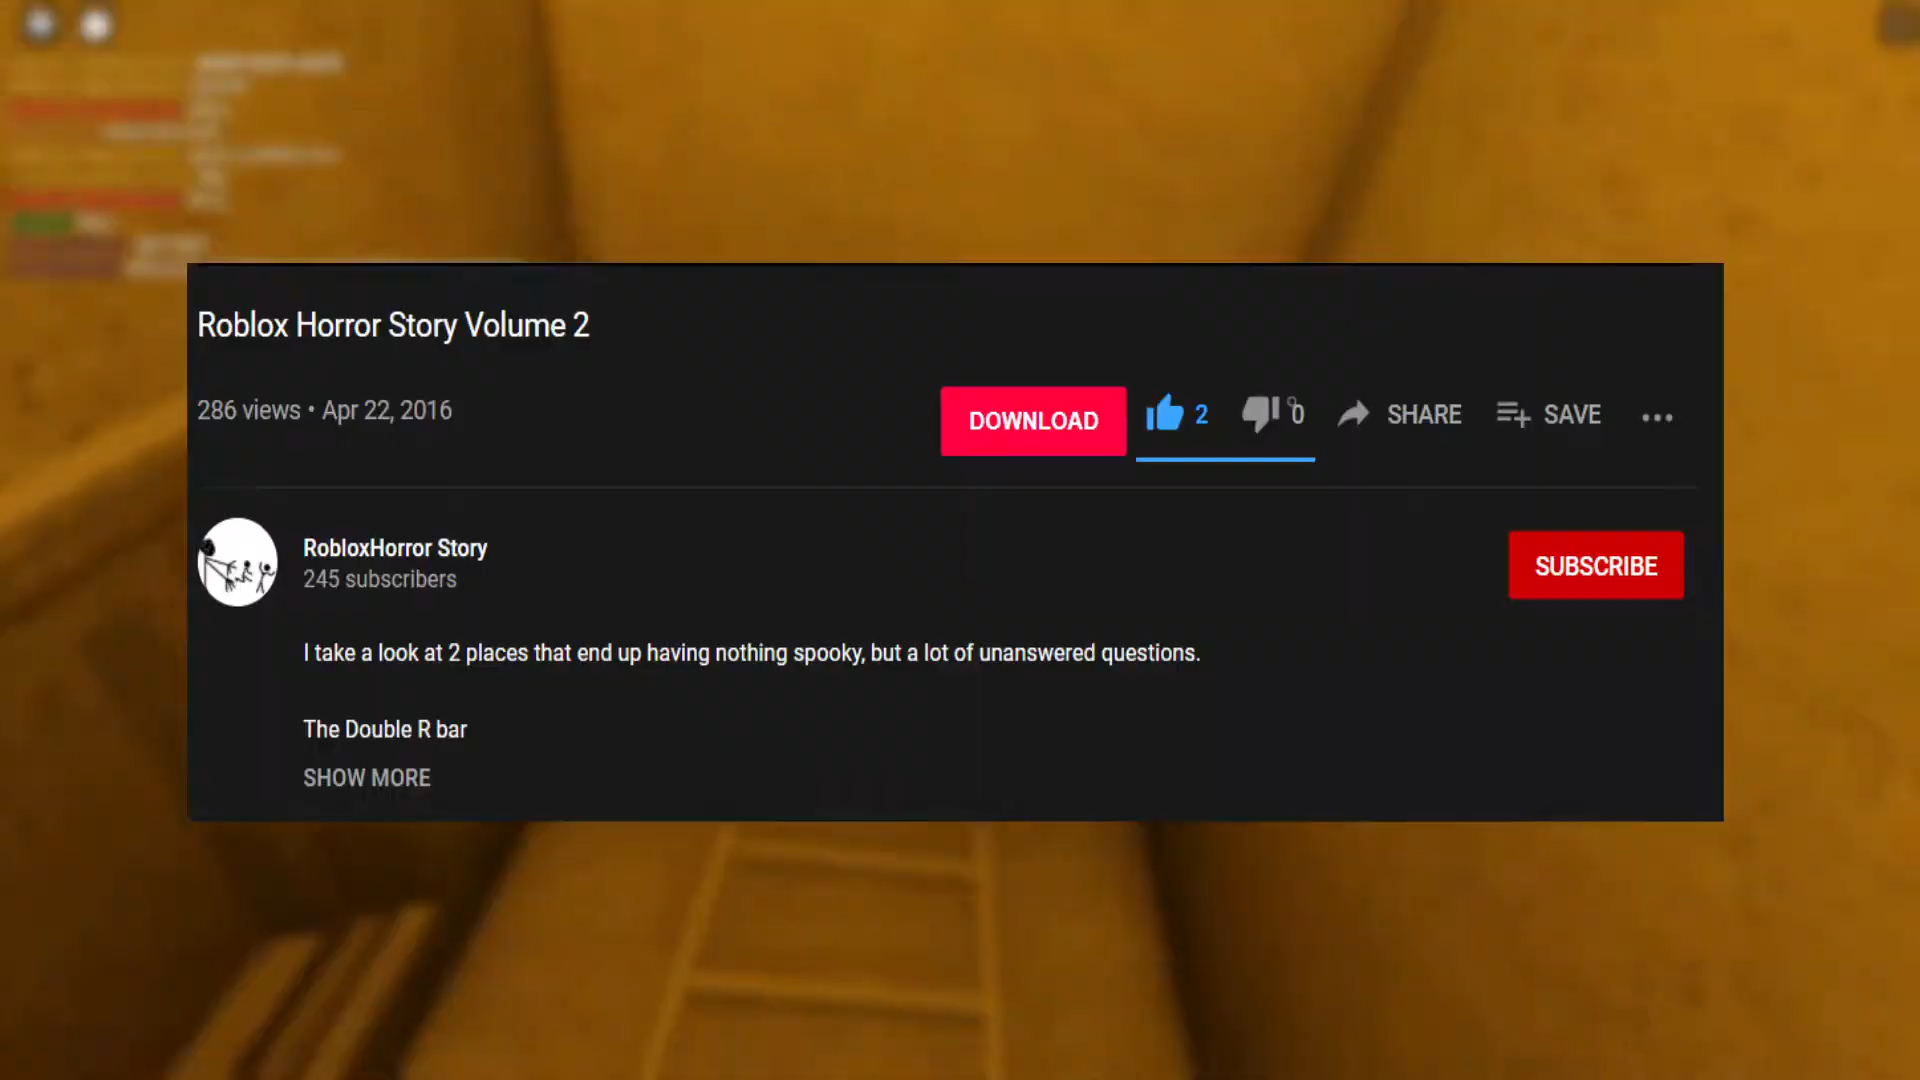 Roblox Horror Story Volume 2
286 views • Apr 22, 2016
DOWNLOAD
2
0
SHARE
SAVE
RobloxHorror Story
245 subscribers
SUBSCRIBE
I take a look at 2 places that end up having nothing spooky, but a lot of unanswered questions.
The Double R bar
SHOW MORE